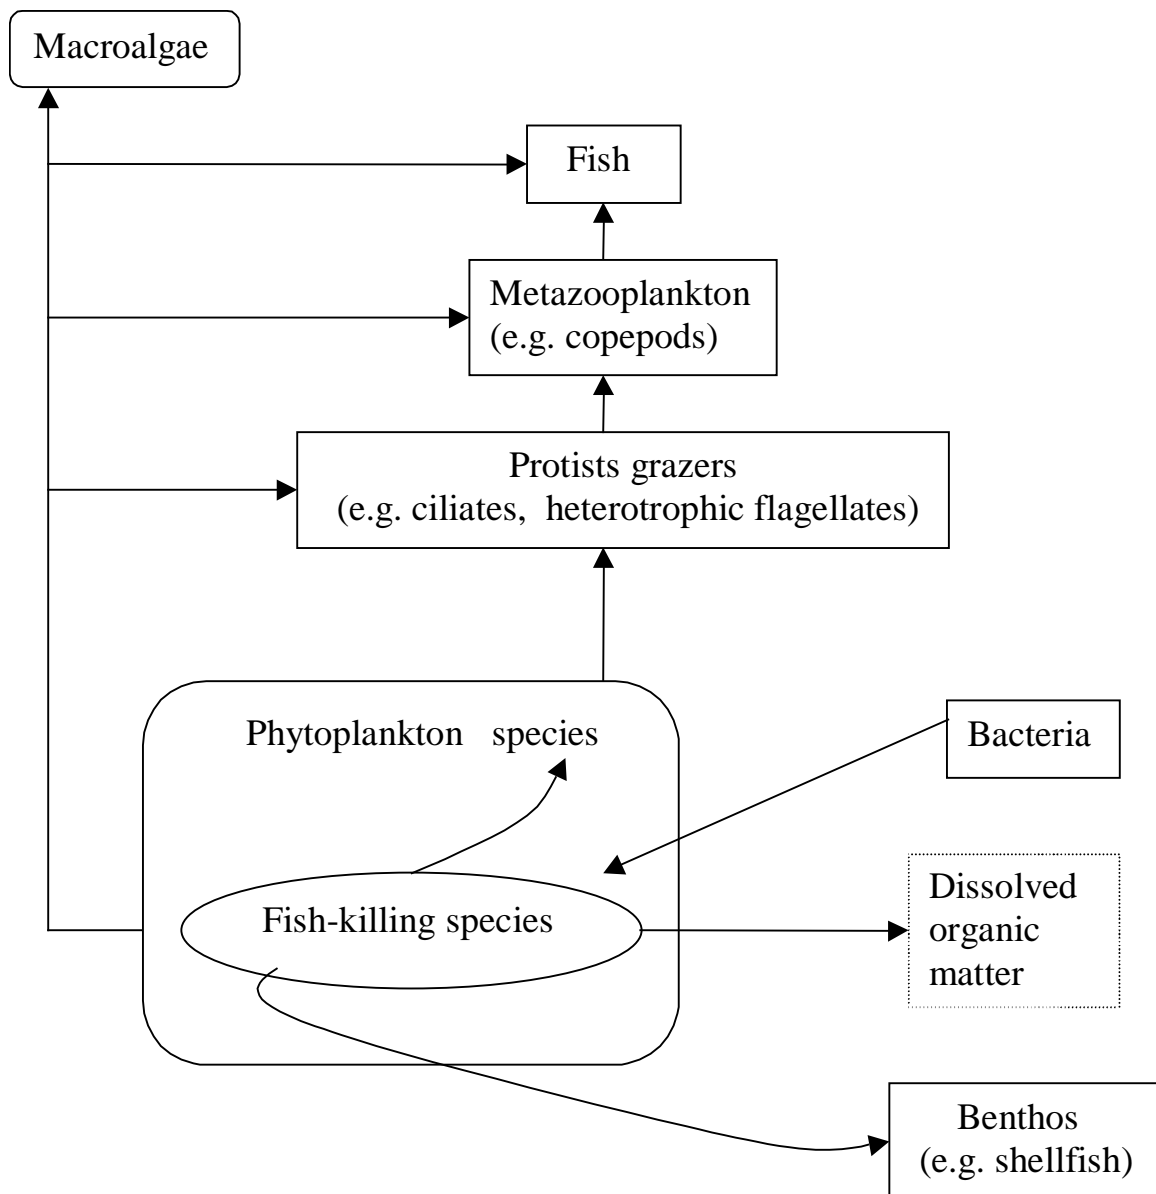 Macroalgae
Fish
Metazooplankton
(e.g. copepods)
Protists grazers
(e.g. ciliates, heterotrophic flagellates)
Phytoplankton species
Bacteria
Fish-killing species
Dissolved
organic
matter
Benthos
(e.g. shellfish)